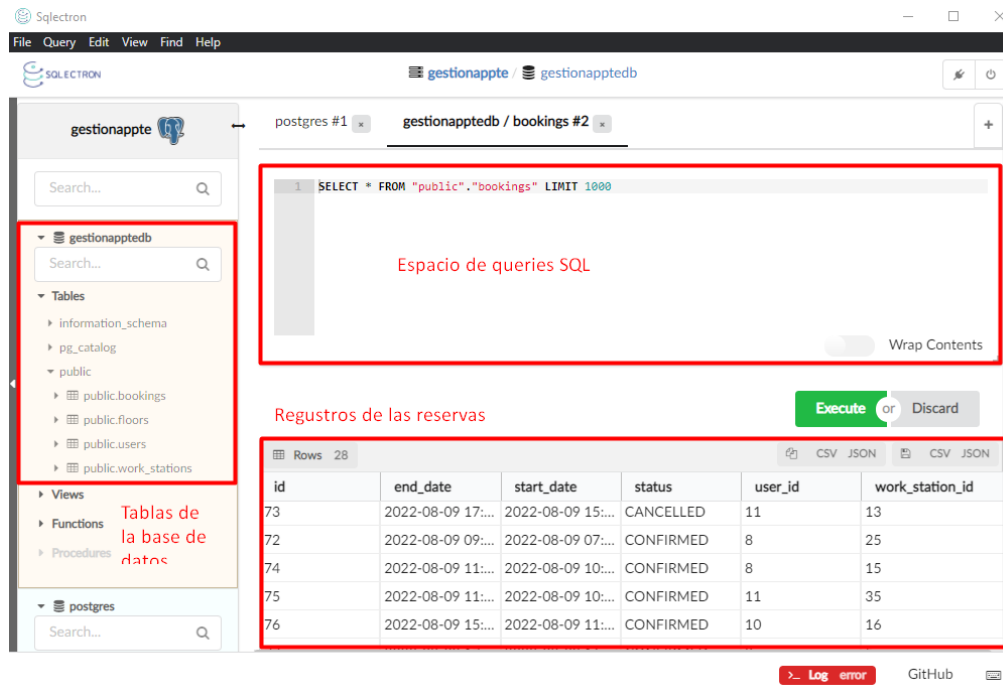 Sqlectron
File Query Edit View Find Help
SQLECTRON
gestionappte / gestionapptedb
gestionappte
postgres #1 x
gestionapptedb / bookings #2 x
+
Search...
1 SELECT * FROM "public"."bookings" LIMIT 1000
gestionapptedb
Search...
Espacio de queries SQL
Tables
information_schema
pg_catalog
Wrap Contents
public
public.bookings
public.floors
public.users
public.work_stations
Regustros de las reservas
Execute or Discard
Rows 28
CSV JSON CSV JSON
Views
Functions
Procedures
Tablas de
la base de
datos
id end_date start_date status user_id work_station_id
73 2022-08-09 17:... 2022-08-09 15:... CANCELLED 11 13
72 2022-08-09 09:... 2022-08-09 07:... CONFIRMED 8 25
74 2022-08-09 11:... 2022-08-09 10:... CONFIRMED 8 15
75 2022-08-09 11:... 2022-08-09 10:... CONFIRMED 11 35
76 2022-08-09 15:... 2022-08-09 11:... CONFIRMED 10 16
postgres
Search...
>_ Log error
GitHub